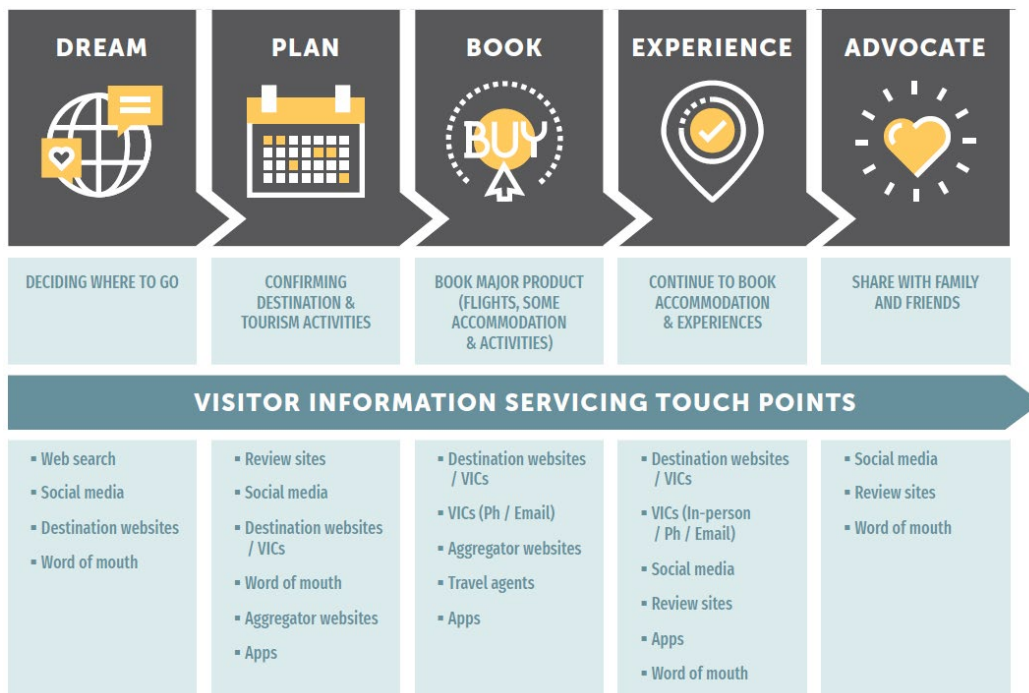 DREAM
PLAN
BOOK
EXPERIENCE
ADVOCATE
BUY
DECIDING WHERE TO GO
CONFIRMING
DESTINATION &
TOURISM ACTIVITIES
BOOK MAJOR PRODUCT
(FLIGHTS, SOME
ACCOMMODATION
& ACTIVITIES)
CONTINUE TO BOOK
ACCOMMODATION
& EXPERIENCES
SHARE WITH FAMILY
AND FRIENDS
VISITOR INFORMATION SERVICING TOUCH POINTS
▪ Web search
▪ Social media
▪ Destination websites
▪ Word of mouth
▪ Review sites
▪ Social media
▪ Destination websites
/ VICs
▪ Word of mouth
▪ Aggregator websites
▪ Apps
▪ Destination websites
/ VICs
▪ VICs (Ph / Email)
▪ Aggregator websites
▪ Travel agents
▪ Apps
▪ Destination websites
/ VICs
▪ VICs (In-person
/ Ph / Email)
▪ Social media
▪ Review sites
▪ Apps
▪ Word of mouth
▪ Social media
▪ Review sites
▪ Word of mouth